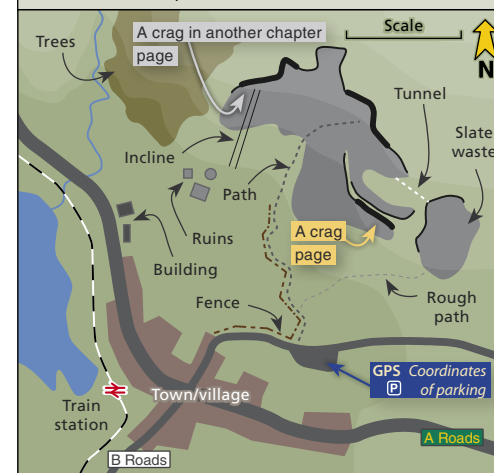 Trees
A crag in another chapter
page
Scale
N
Tunnel
Slate
waste
Incline
Path
Ruins
Building
A crag
page
Fence
Rough
path
GPS Coordinates
P of parking
Town/village
Train
station
A Roads
B Roads